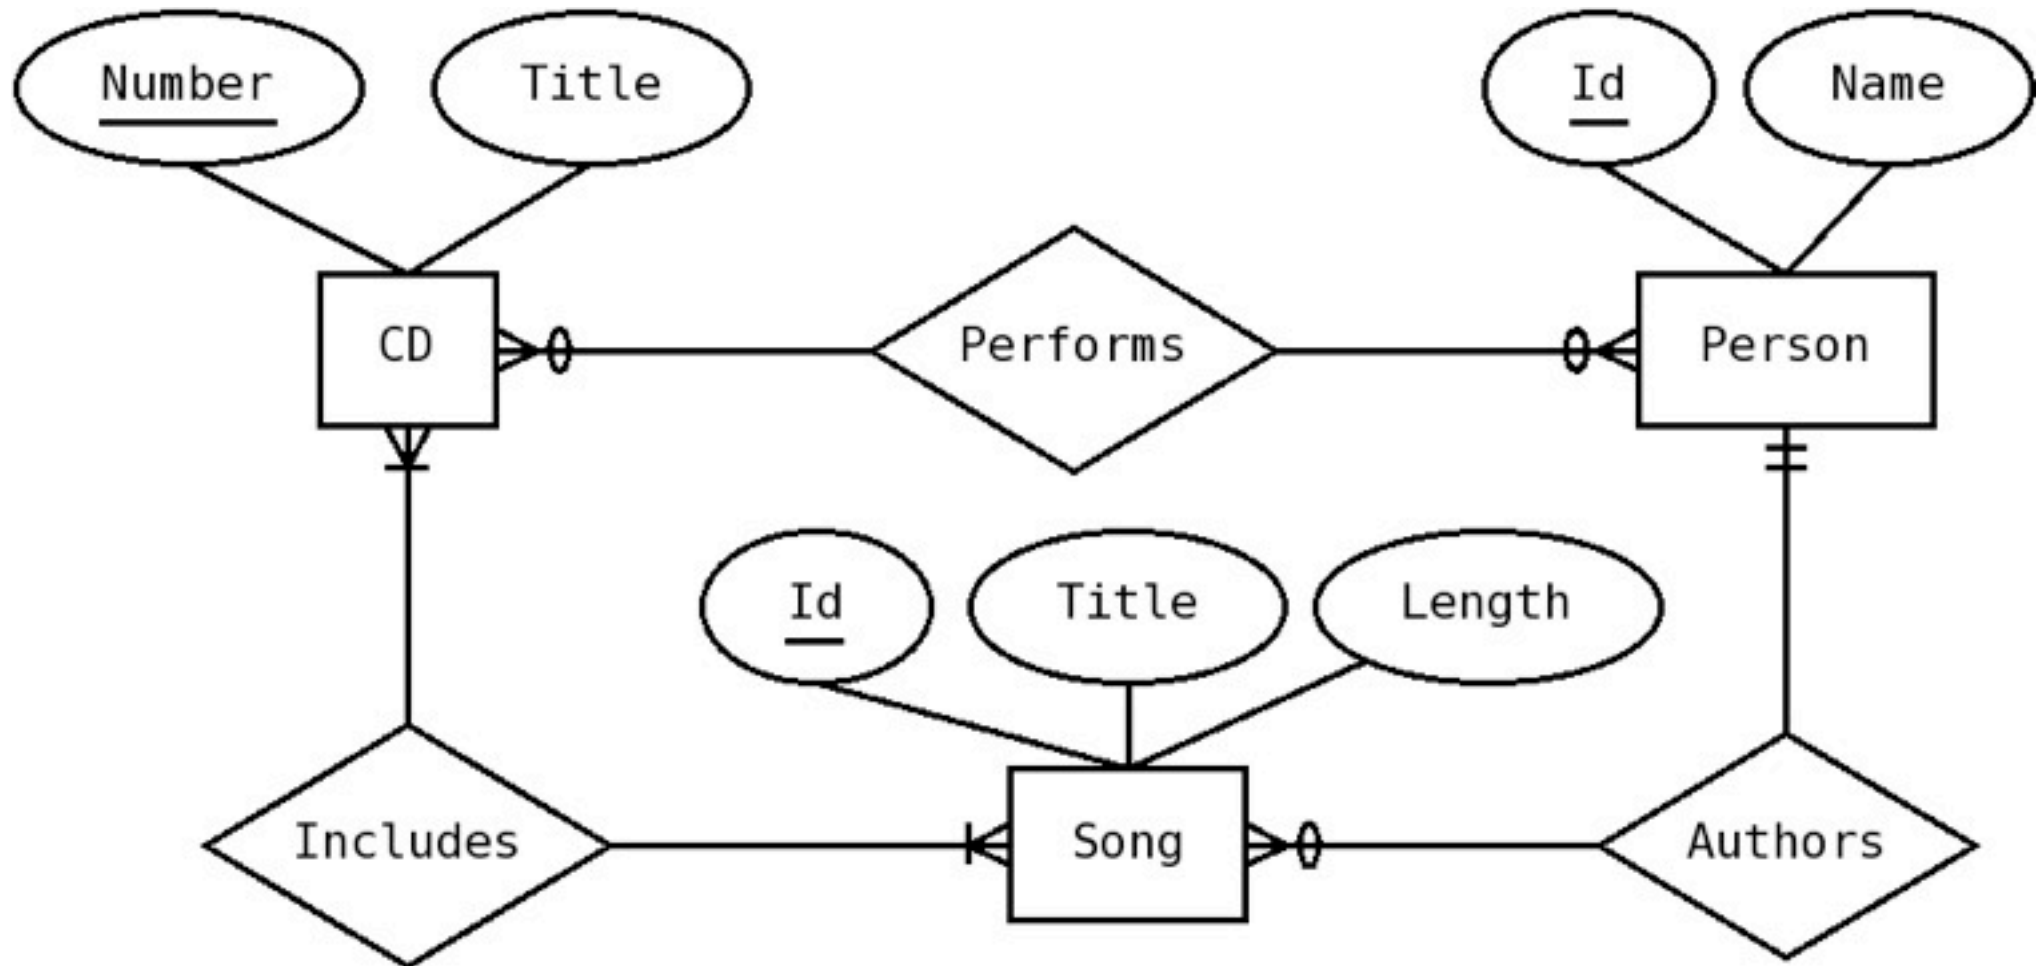 Number
Title
Id
Name
CD
Performs
Person
Id
Title
Length
Includes
Song
Authors